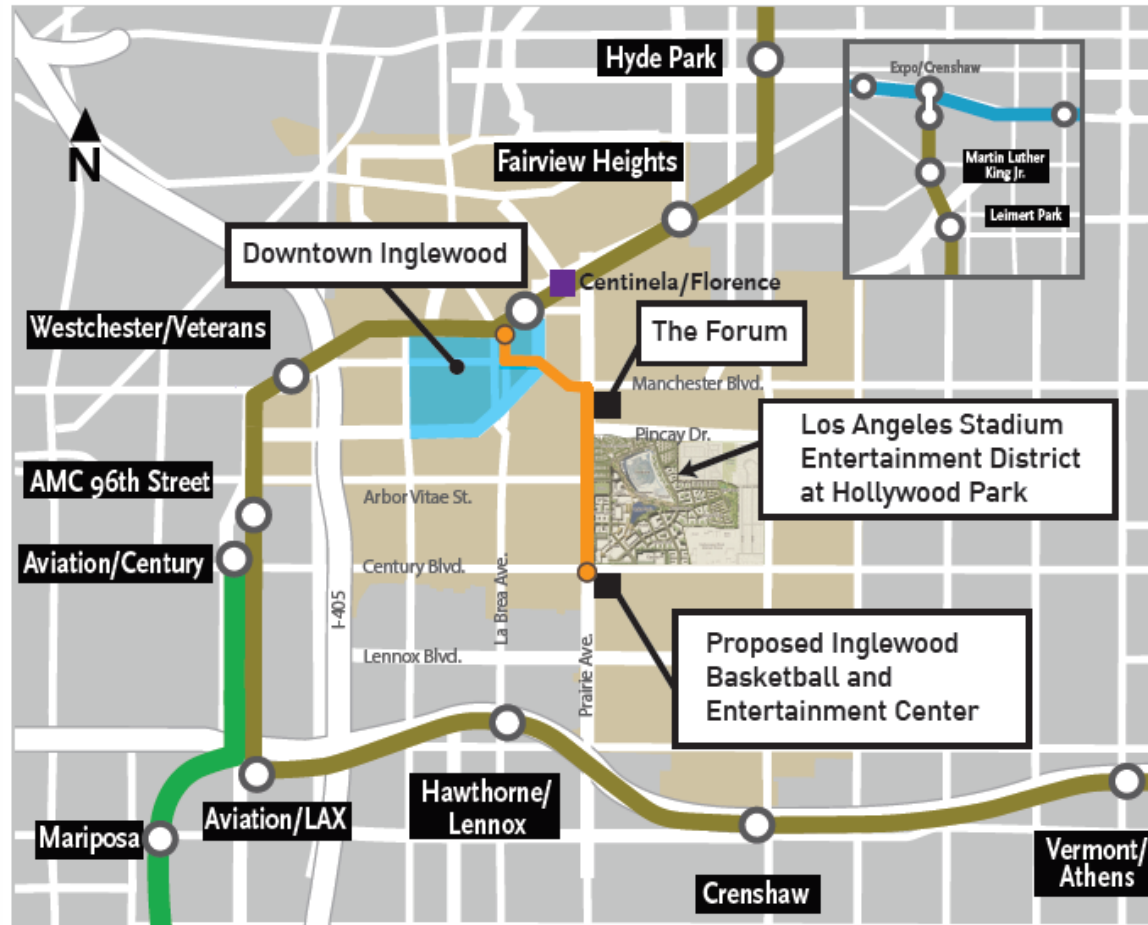 Hyde Park
Expo/Crenshaw
Martin Luther
King Jr.
Leimert Park
N
Fairview Heights
Downtown Inglewood
Centinela/Florence
Westchester/Veterans
The Forum
Manchester Blvd.
Pincay Dr.
Los Angeles Stadium
Entertainment District
at Hollywood Park
AMC 96th Street
Arbor Vitae St.
Aviation/Century
Century Blvd.
La Brea Ave.
I-405
Lennox Blvd.
Prairie Ave.
Proposed Inglewood
Basketball and
Entertainment Center
Hawthorne/
Lennox
Aviation/LAX
Mariposa
Crenshaw
Vermont/
Athens